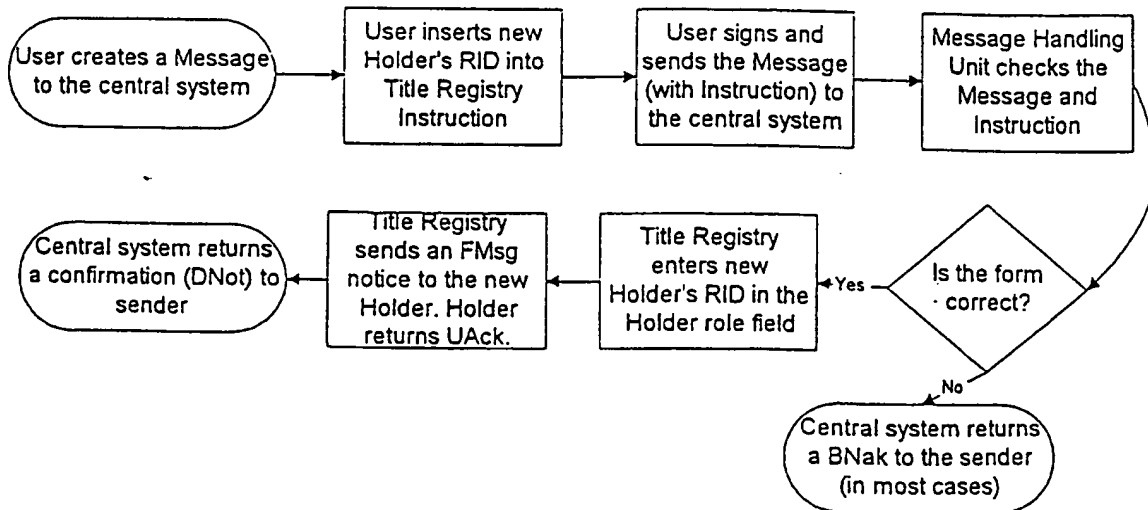 User creates a Message
to the central system
User inserts new
Holder's RID into
Title Registry
Instruction
User signs and
sends the Message
(with Instruction) to
the central system
Message Handling
Unit checks the
Message and
Instruction
Is the form
correct?
Yes
Title Registry
enters new
Holder's RID in the
Holder role field
Title Registry
sends an FMsg
notice to the new
Holder. Holder
returns UAck.
Central system returns
a confirmation (DNot) to
sender
No
Central system returns
a BNak to the sender
(in most cases)